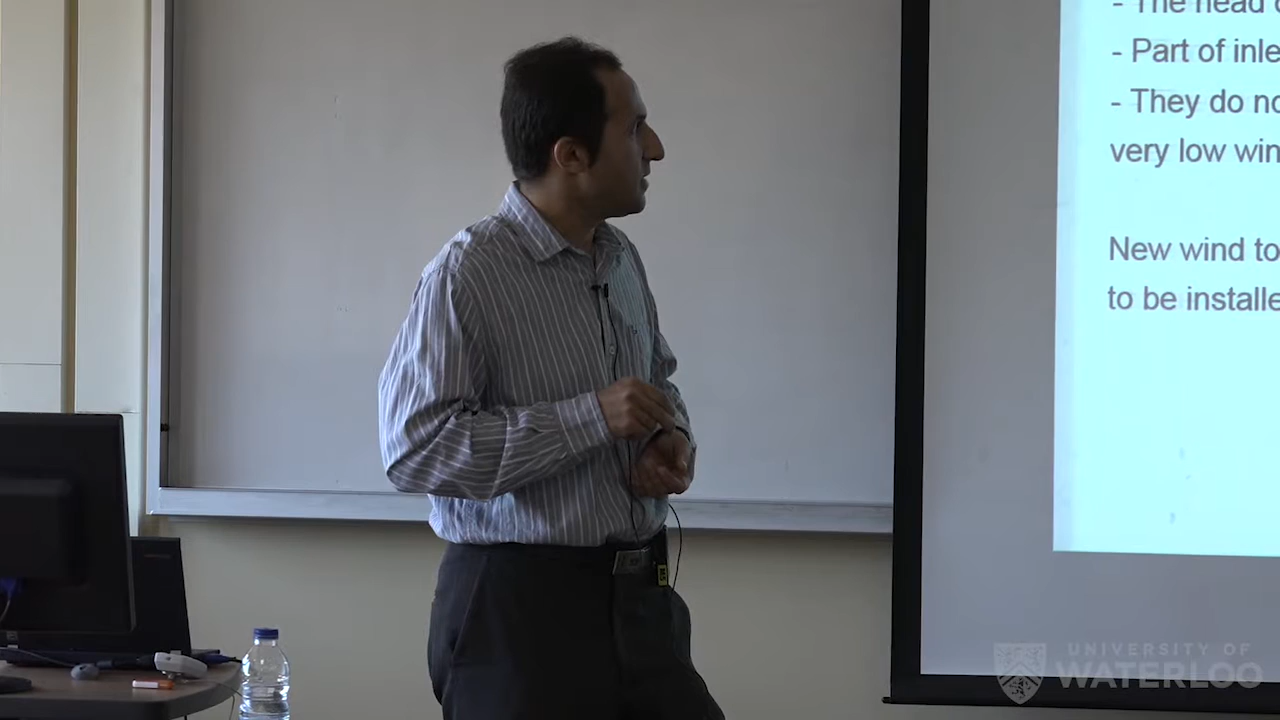 - The head
- Part of inle
- They do no
very low win
New wind to
to be installe
UNIVERSITY OF
WATERLOO